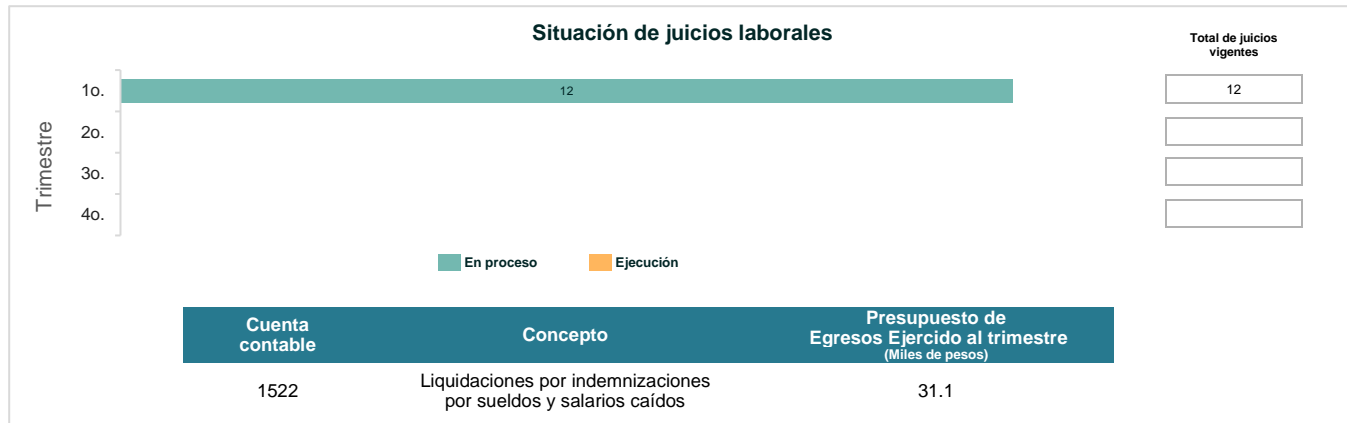 Situación de juicios laborales
Total de juicios
vigentes
Trimestre
1o.
12
12
2o.
3o.
4o.
En proceso
Ejecución
Cuenta
contable
Concepto
Presupuesto de
Egresos Ejercido al trimestre
(Miles de pesos)
1522
Liquidaciones por indemnizaciones
por sueldos y salarios caídos
31.1